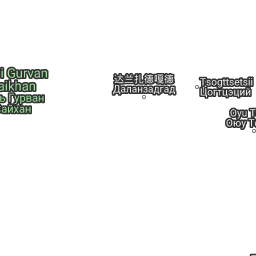 i Gurvan
aikhan
ь Гурван
айхан
达兰扎德嘎德
Даланзадгад
Tsogttsetsii
Цогтцэций
Oyu T
Оюу Т